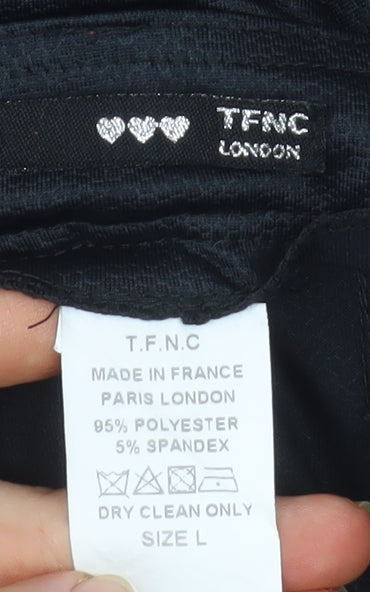 TFNC
LONDON
T.F.N.C
MADE IN FRANCE
PARIS LONDON
95% POLYESTER
5% SPANDEX
DRY CLEAN ONLY
SIZE L